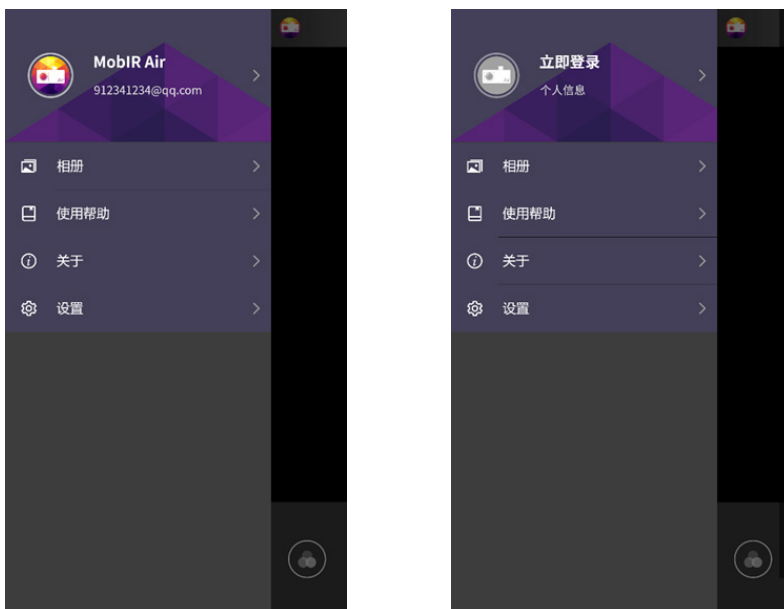 MobIR Air
912341234@qq.com
相册
使用帮助
关于
设置
立即登录
个人信息
相册
使用帮助
关于
设置